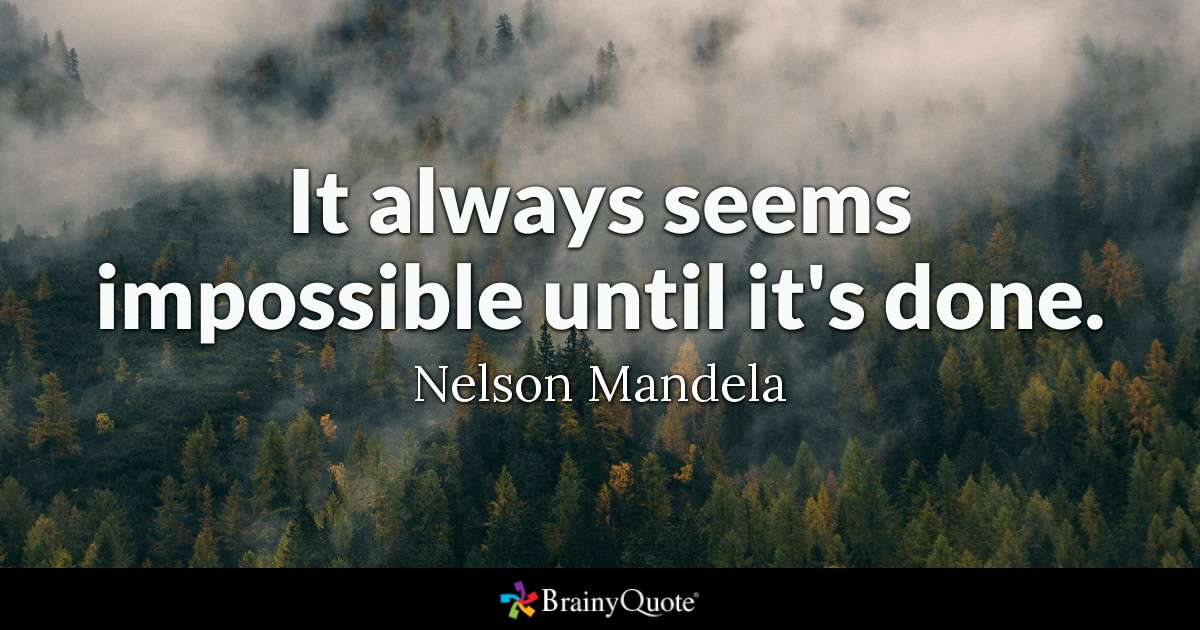 It always seems
impossible until it's done.
Nelson Mandela
BrainyQuote®